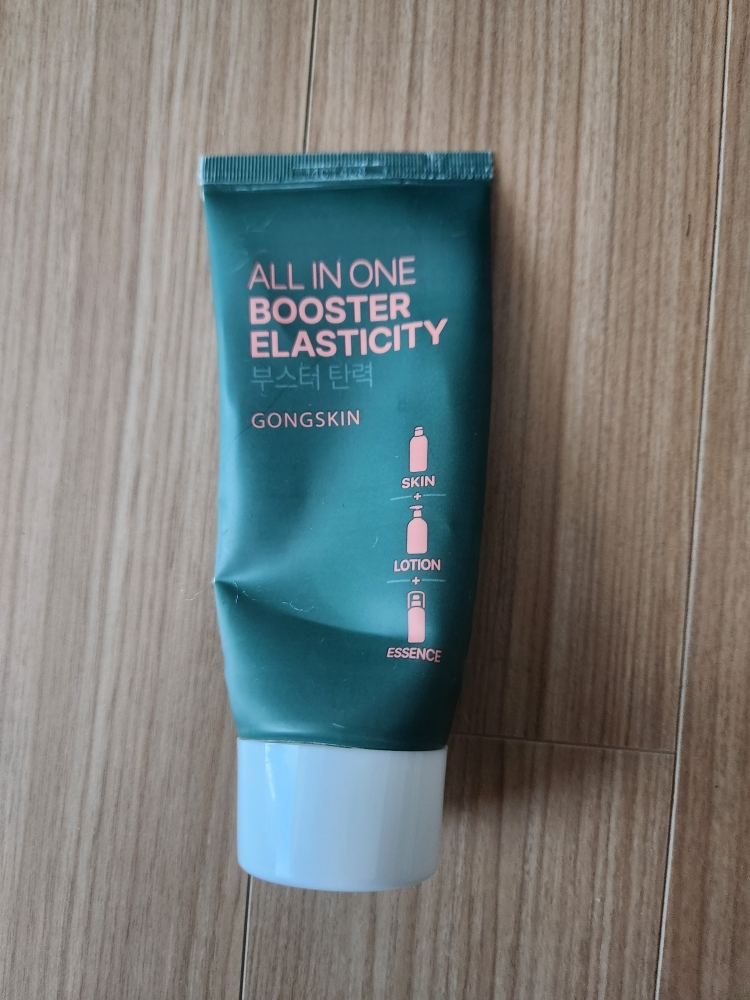 ALL IN ONE
BOOSTER
ELASTICITY
부스터 탄력
GONGSKIN
SKIN
+
LOTION
+
ESSENCE